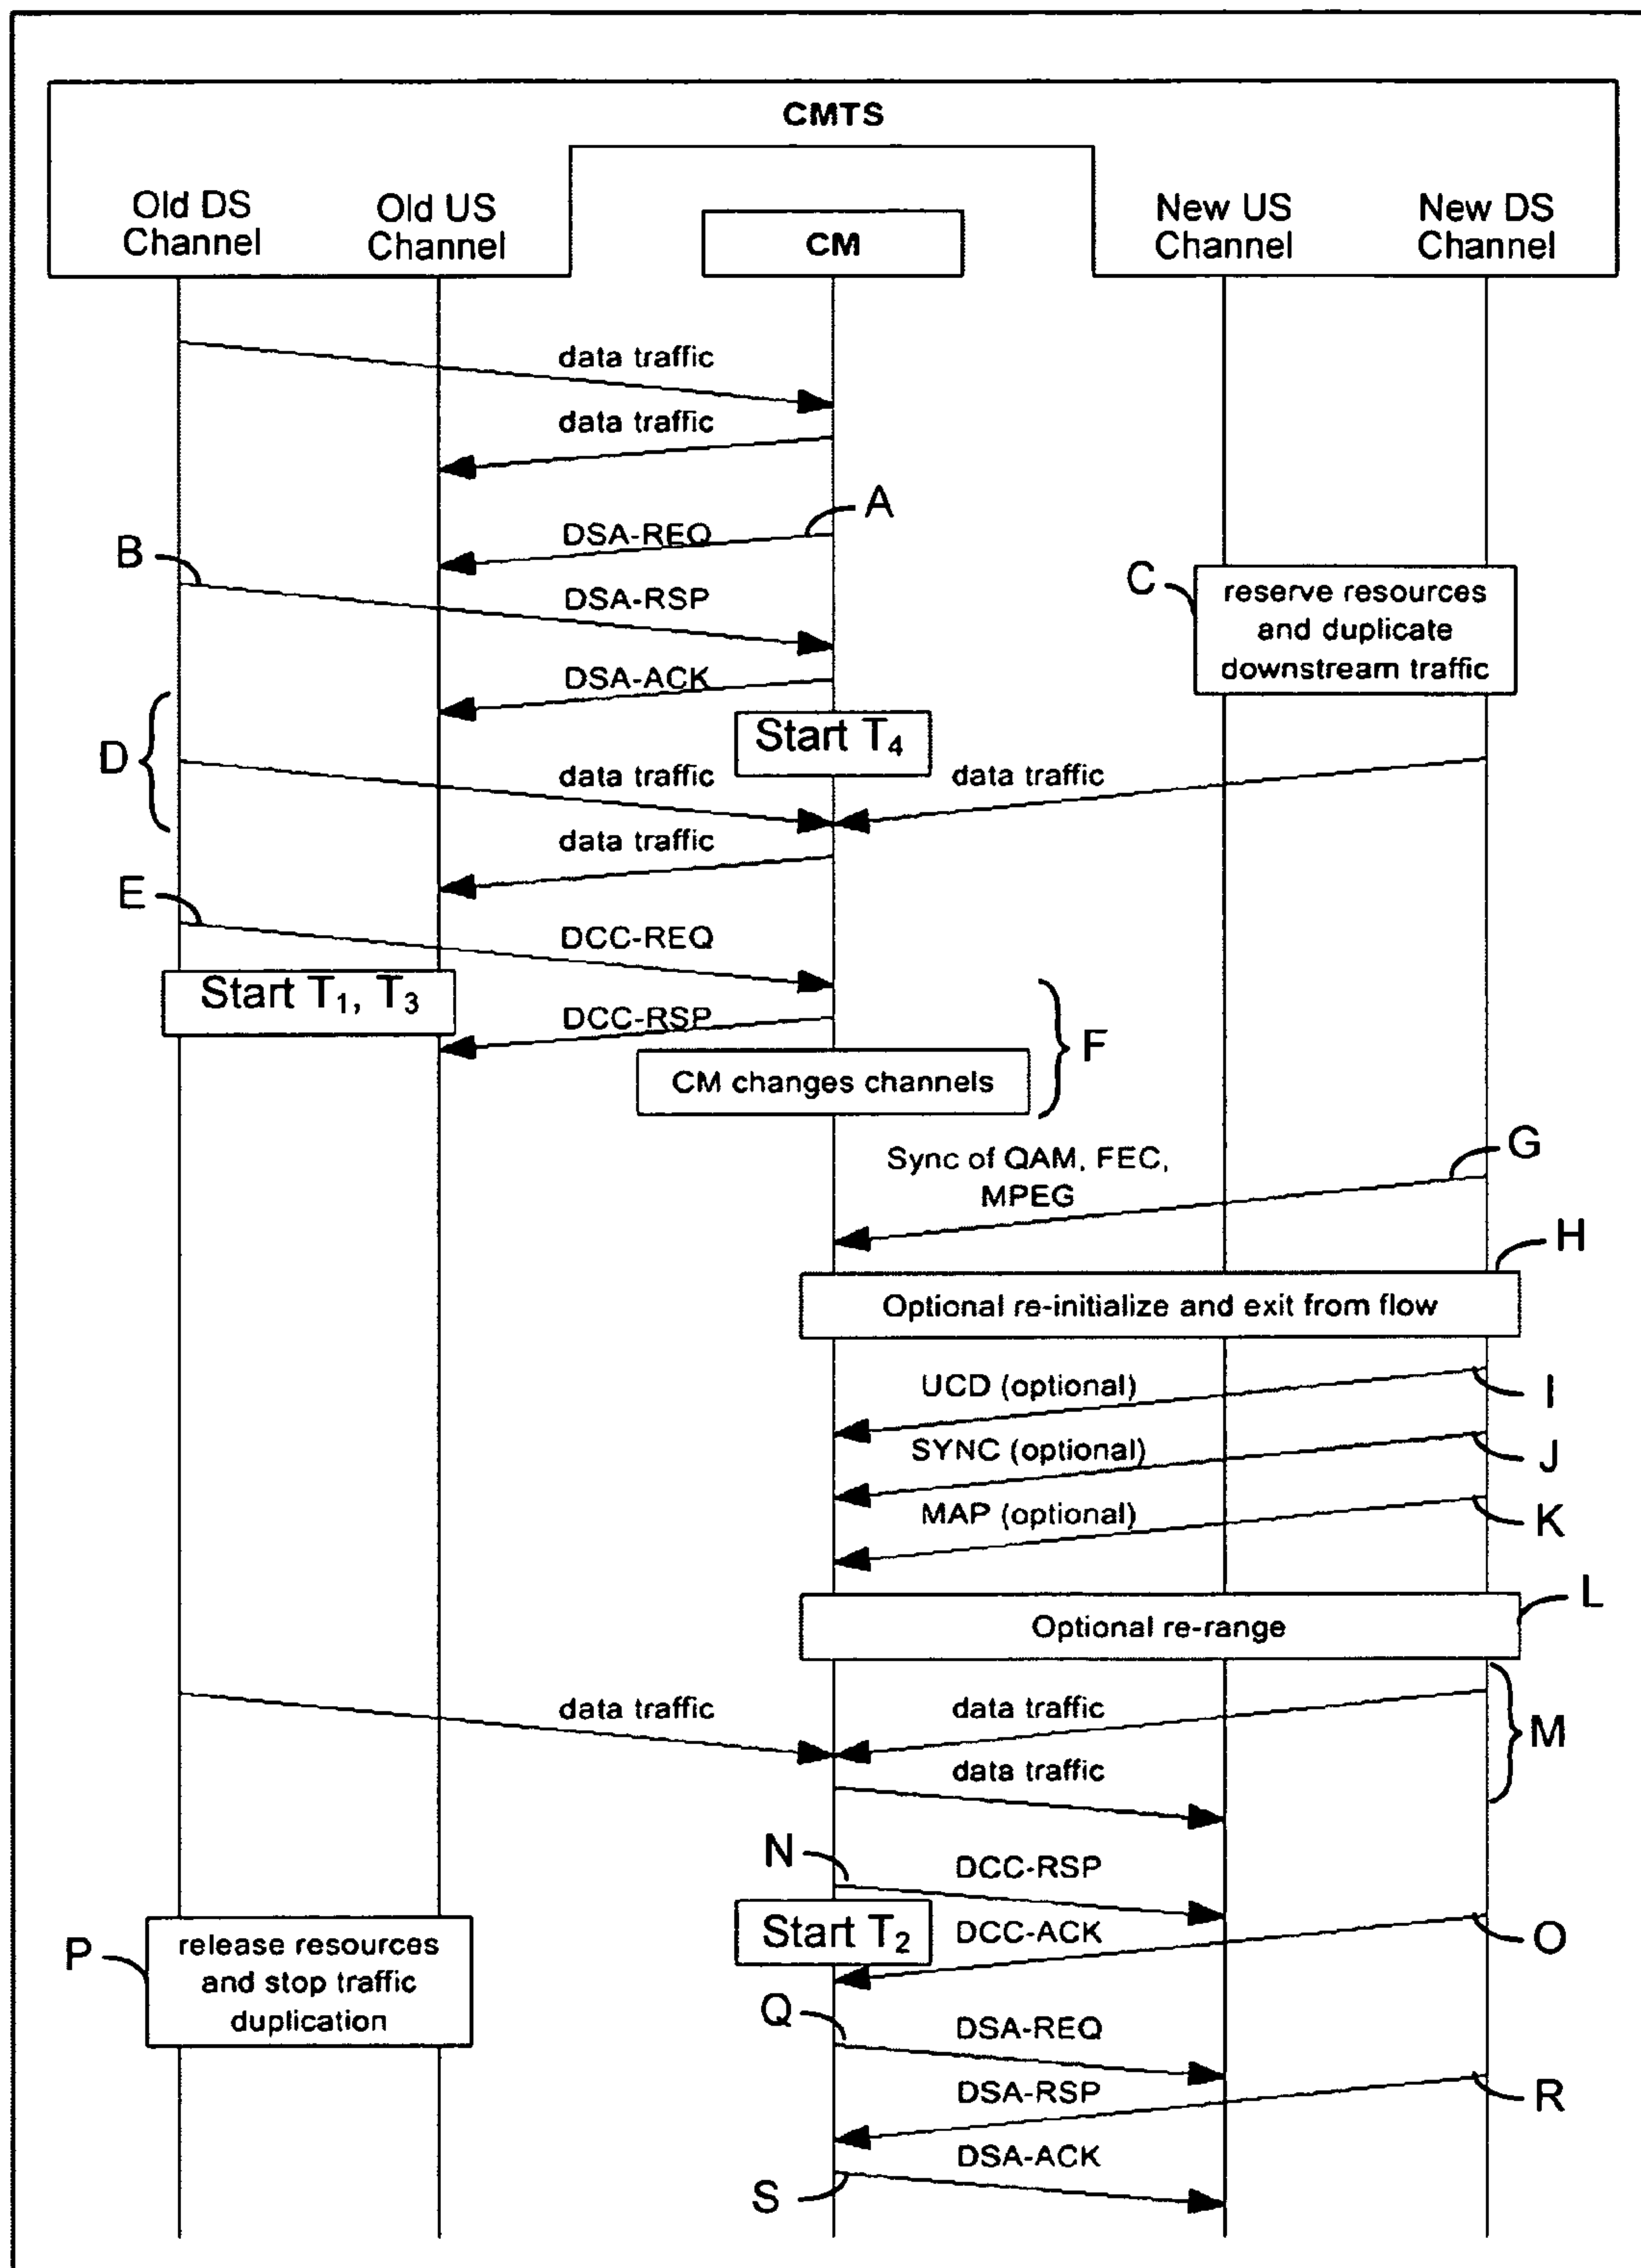 CMTS
Old DS
Channel
Old US
Channel
CM
New US
Channel
New DS
Channel
data traffic
data traffic
A
DSA-REQ
B
DSA-RSP
C
reserve resources
and duplicate
downstream traffic
DSA-ACK
Start T₄
D
data traffic
data traffic
data traffic
E
DCC-REQ
Start T₁, T₃
DCC-RSP
F
CM changes channels
G
Sync of QAM, FEC,
MPEG
H
Optional re-initialize and exit from flow
UCD (optional)
I
SYNC (optional)
J
MAP (optional)
K
L
Optional re-range
data traffic
data traffic
M
data traffic
N
DCC-RSP
Start T₂
DCC-ACK
O
P
release resources
and stop traffic
duplication
Q
DSA-REQ
DSA-RSP
R
DSA-ACK
S